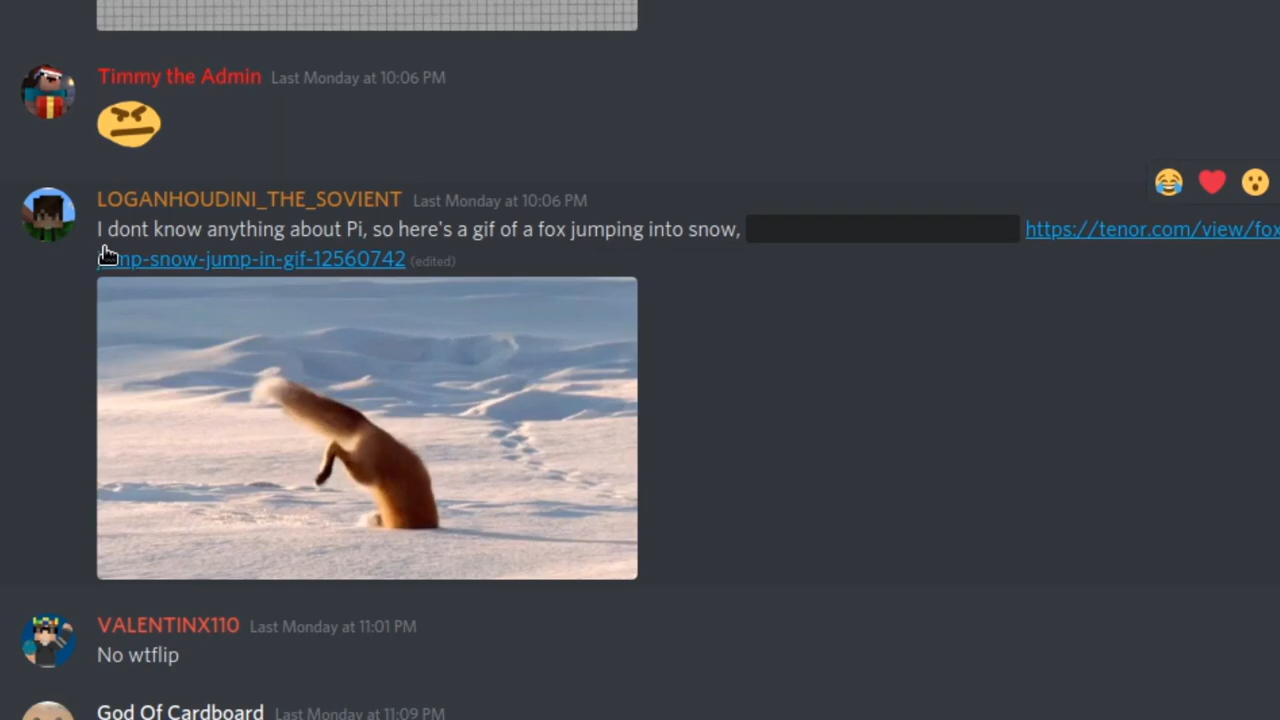 Timmy the Admin Last Monday at 10:06 PM
LOGANHOUDINI_THE_SOVIENT Last Monday at 10:06 PM
I dont know anything about Pi, so here's a gif of a fox jumping into snow, https://tenor.com/view/fox
jump-snow-jump-in-gif-12560742 (edited)
VALENTINX110 Last Monday at 11:01 PM
No wtflip
God Of Cardboard Last Monday at 11:09 PM